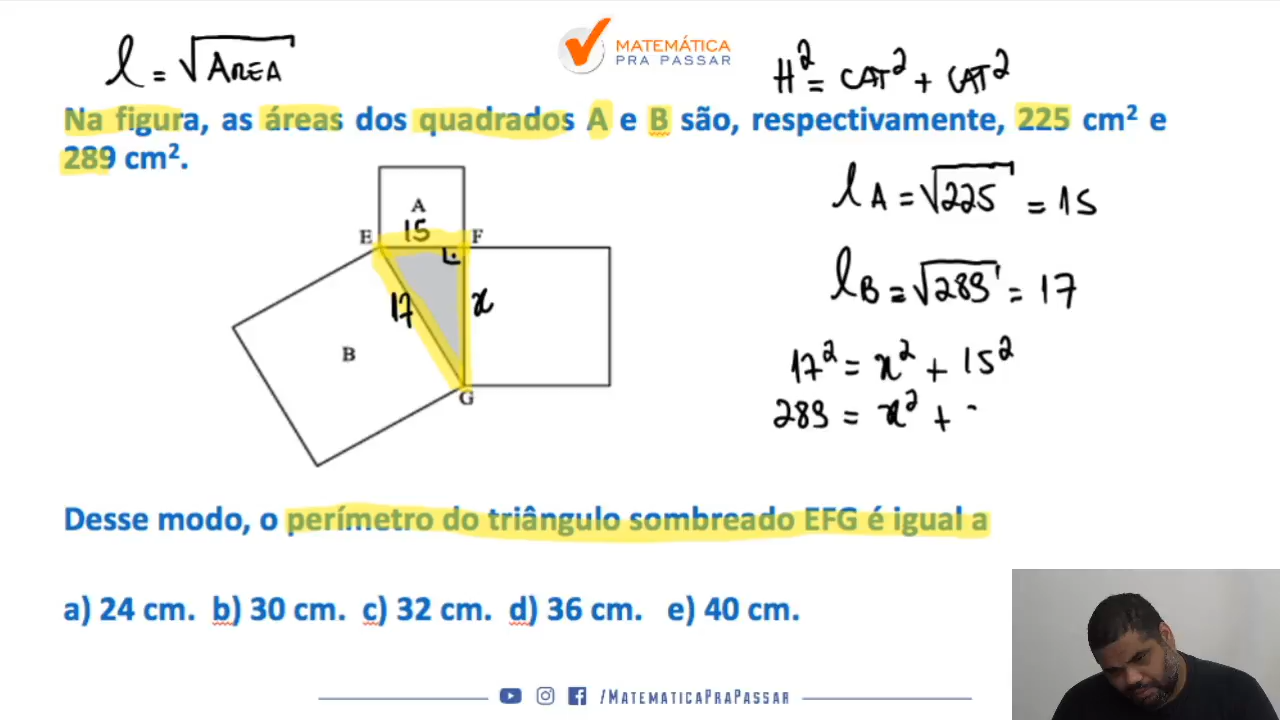 l = √AREA
MATEMÁTICA
PRA PASSAR
H² = CAT² + CAT²
Na figura, as áreas dos quadrados A e B são, respectivamente, 225 cm² e
289 cm².
l A = √225 = 15
A
15
E
F
l B = √289 = 17
17
x
B
17² = x² + 15²
G
289 = x² +
Desse modo, o perímetro do triângulo sombreado EFG é igual a
a) 24 cm. b) 30 cm. c) 32 cm. d) 36 cm. e) 40 cm.
/MATEMATICAPRAPASSAR